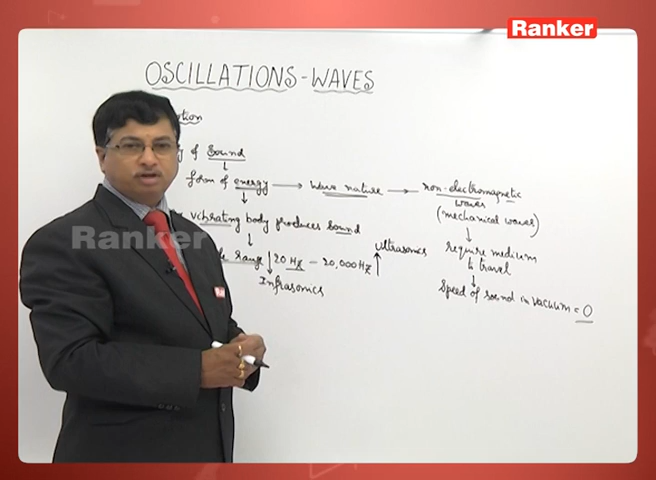 Ranker
OSCILLATIONS - WAVES
of Sound
form of energy → wave nature → non-electromagnetic
waves
(mechanical waves)
vibrating body produces sound
ultrasonics
require medium
to travel
range 20 Hz - 20,000 Hz
Infrasonics
Speed of sound in vacuum = 0
Ranker